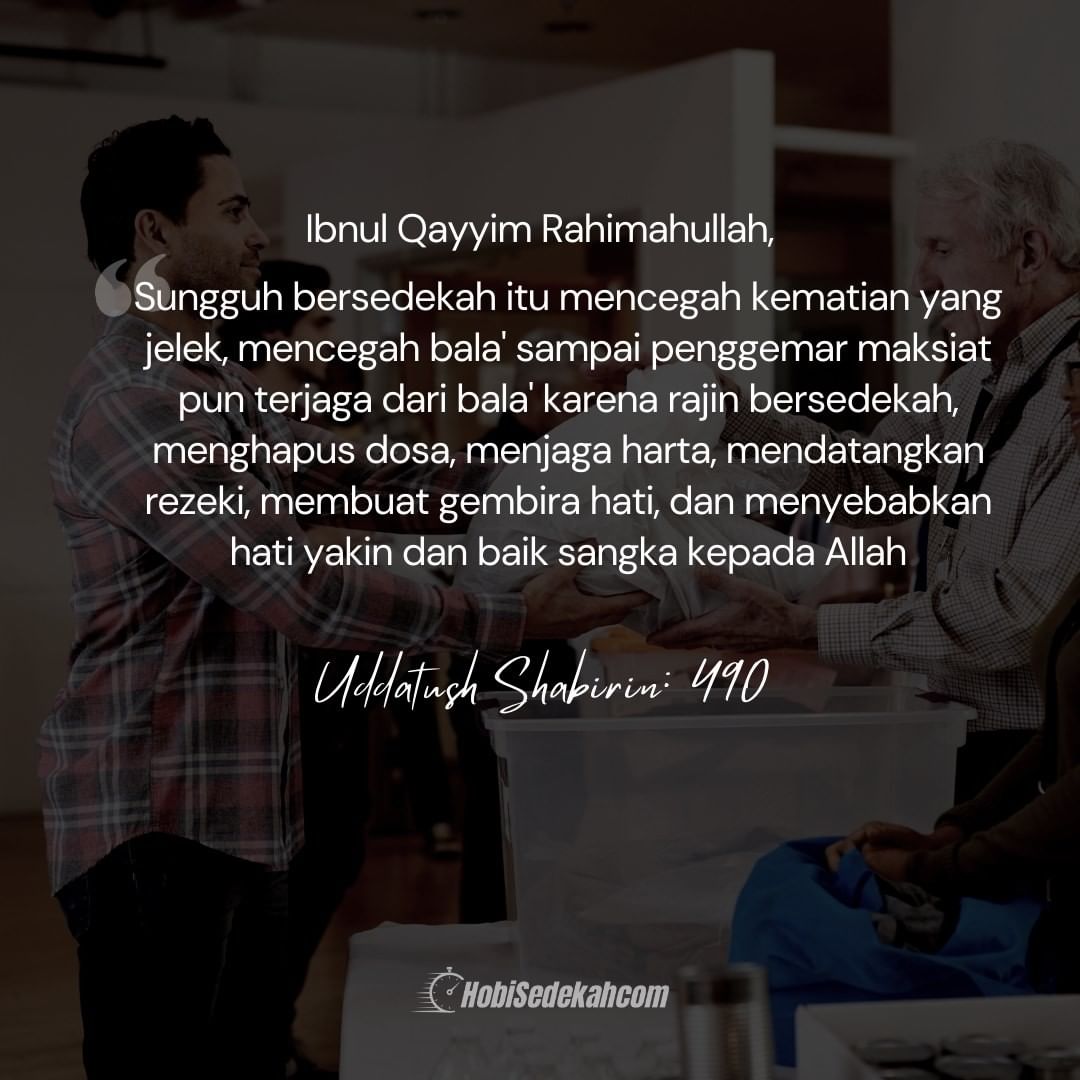 Ibnul Qayyim Rahimahullah,
“Sungguh bersedekah itu mencegah kematian yang
jelek, mencegah bala' sampai penggemar maksiat
pun terjaga dari bala' karena rajin bersedekah,
menghapus dosa, menjaga harta, mendatangkan
rezeki, membuat gembira hati, dan menyebabkan
hati yakin dan baik sangka kepada Allah
Uddatush Shabirin: 490
HobiSedekahcom